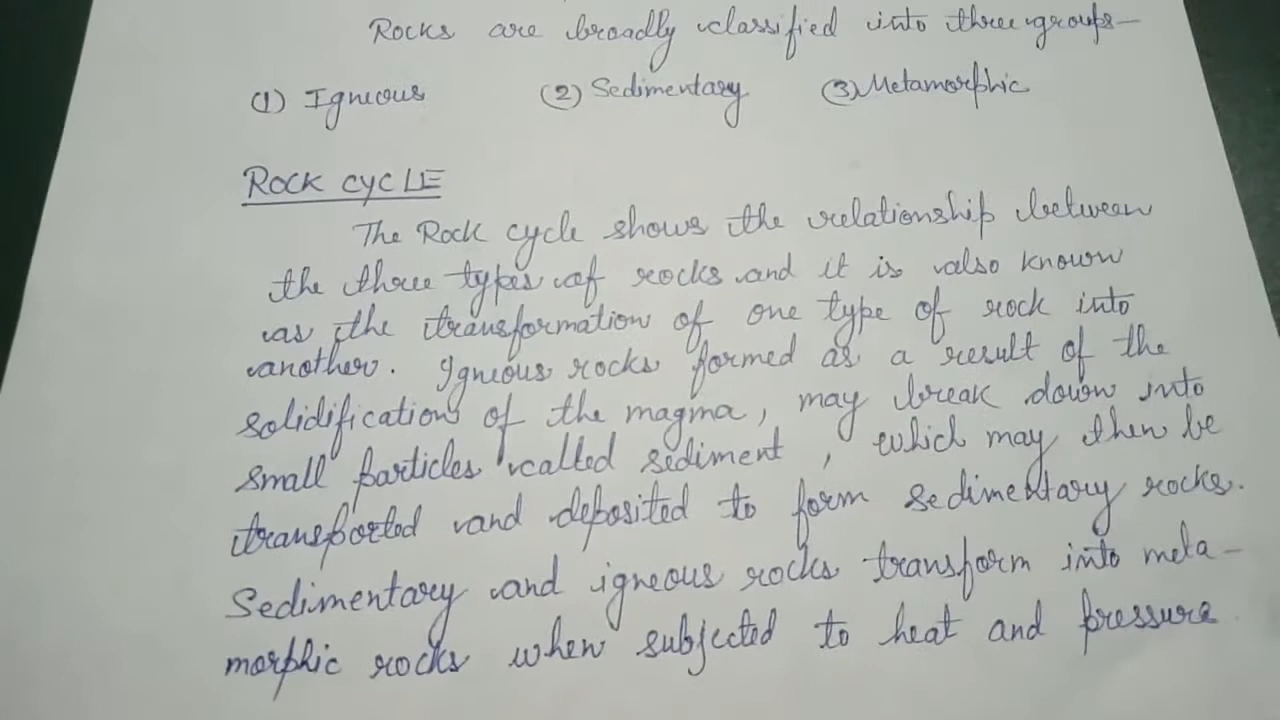 Rocks are broadly classified into three groups-
(1) Igneous (2) Sedimentary (3) Metamorphic
ROCK CYCLE
The Rock cycle shows the relationship between
the three types of rocks and it is also known
as the transformation of one type of rock into
another. Igneous rocks formed as a result of the
solidification of the magma, may break down into
small particles called sediment, which may then be
transported and deposited to form sedimentary rocks.
Sedimentary and igneous rocks transform into meta-
morphic rocks when subjected to heat and pressure.